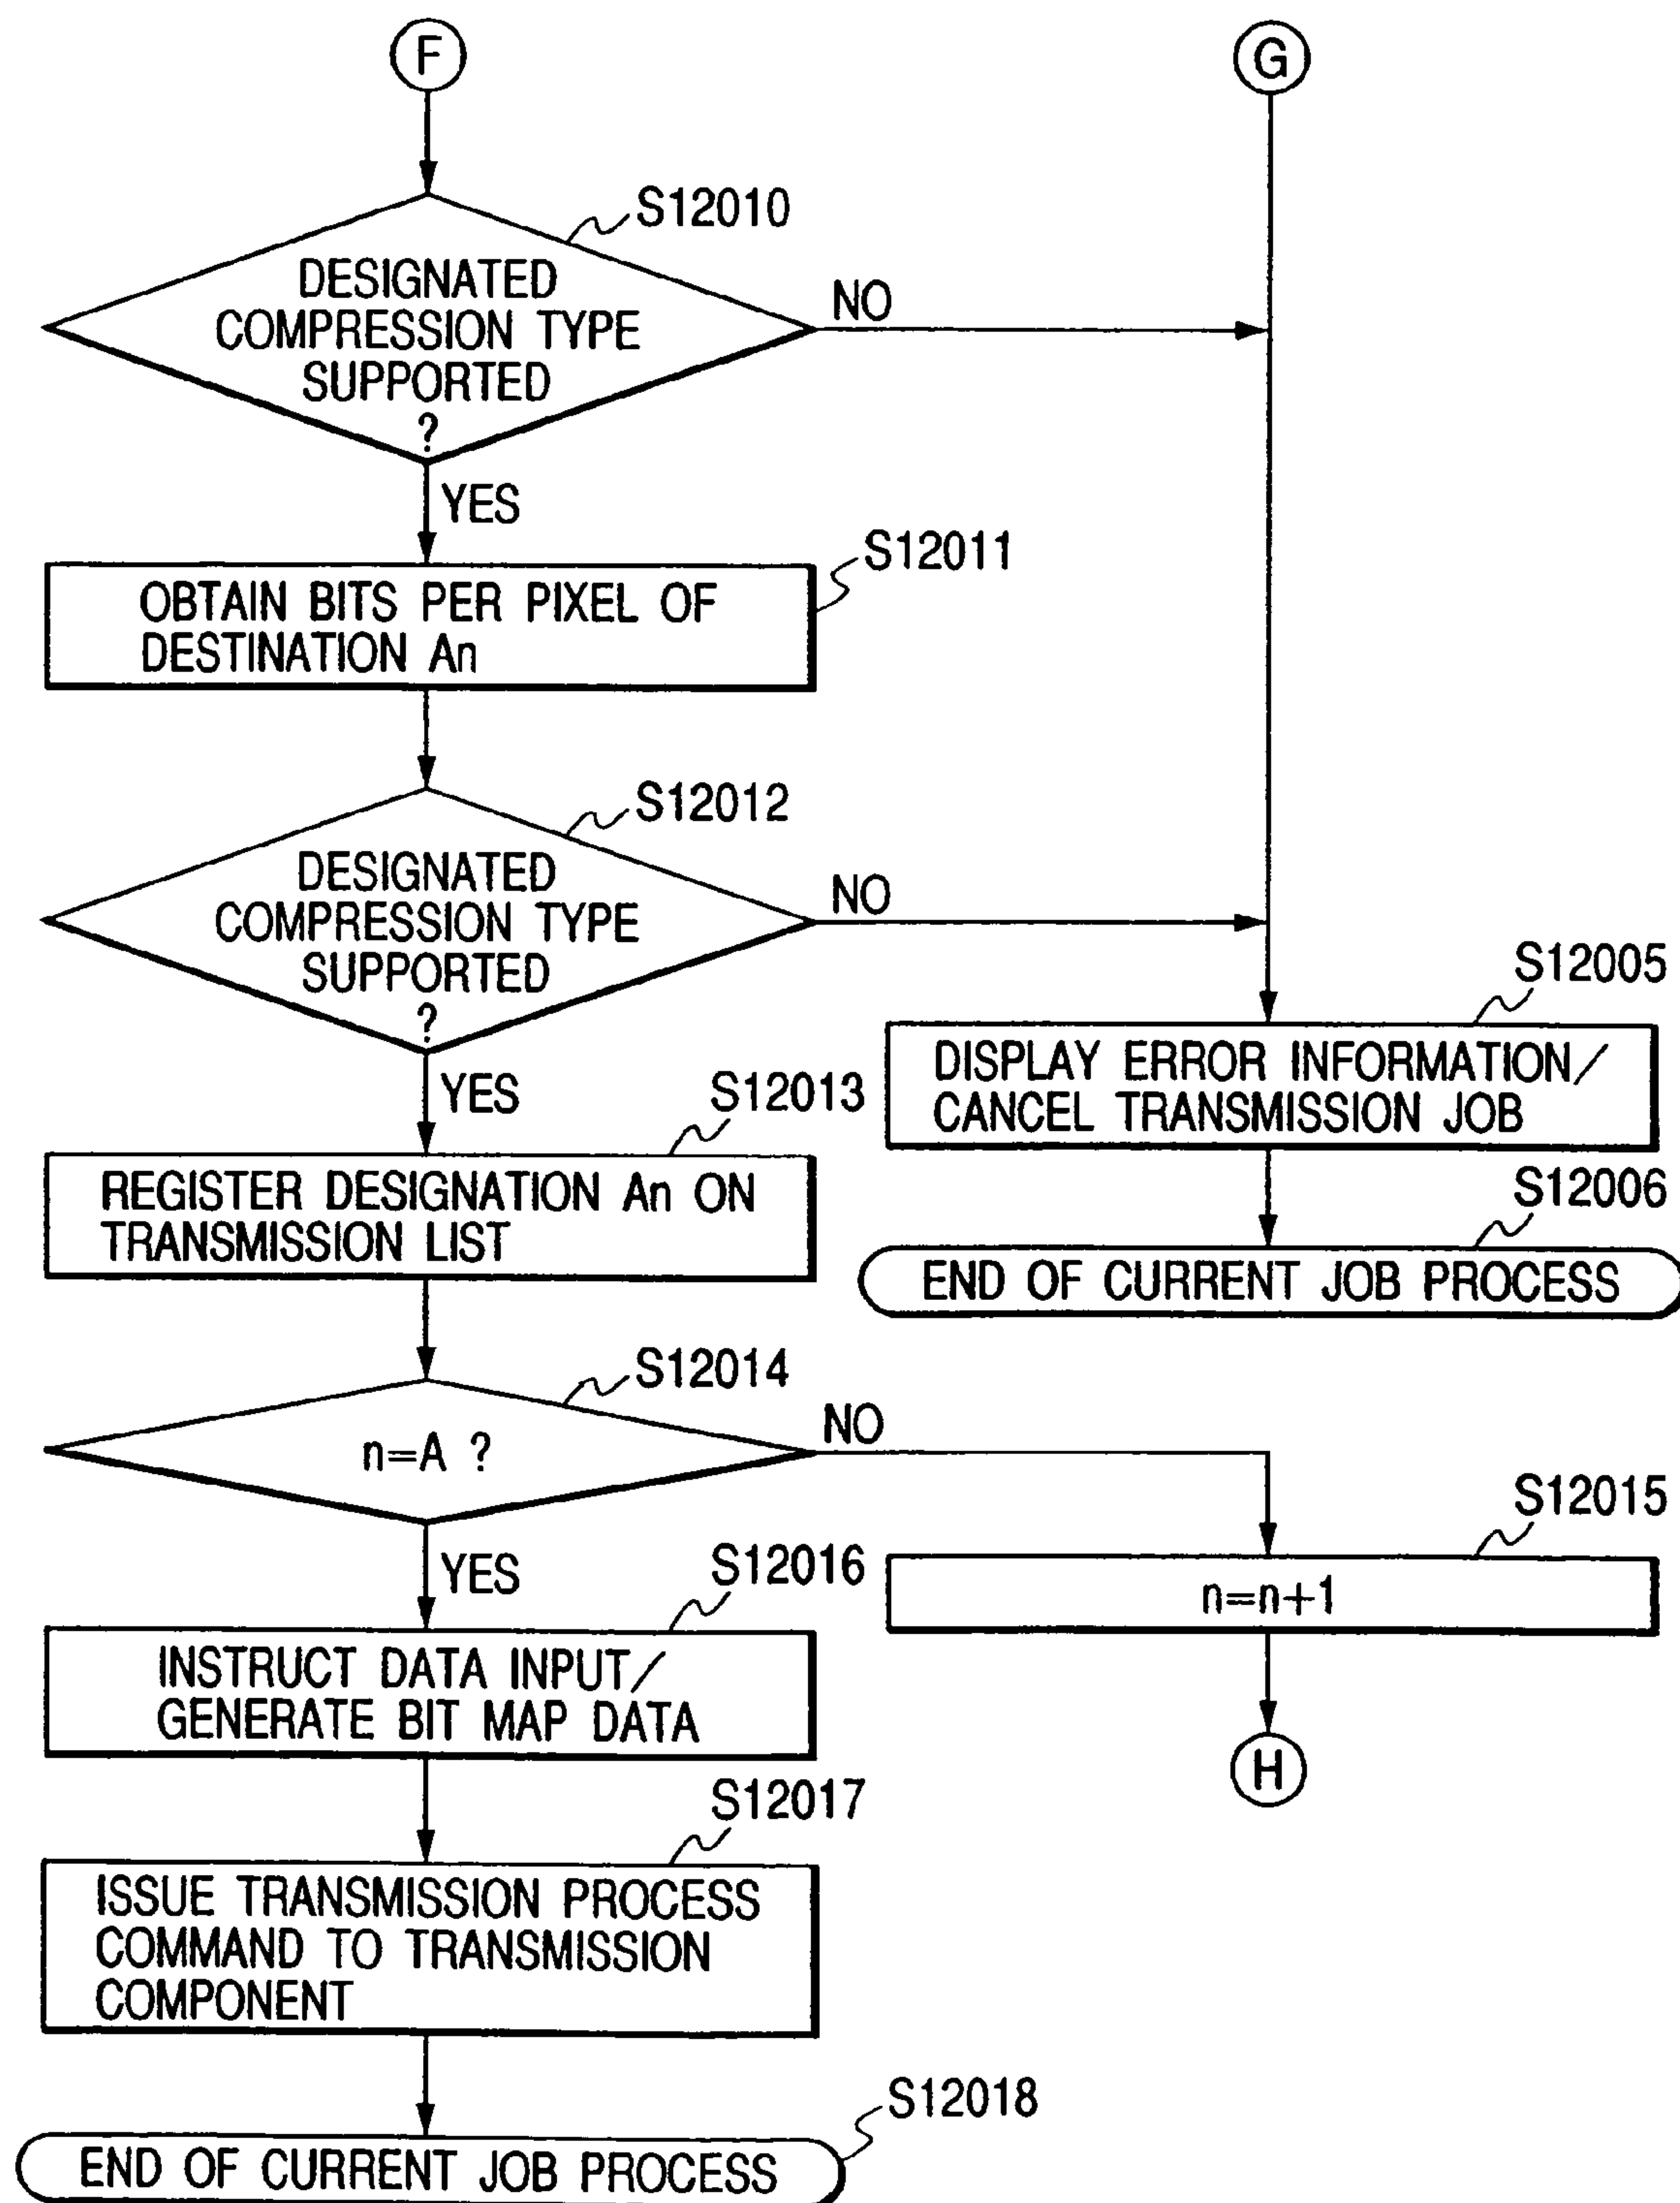 F
G
S12010
DESIGNATED
COMPRESSION TYPE
SUPPORTED
?
NO
YES
S12011
OBTAIN BITS PER PIXEL OF
DESTINATION An
S12012
DESIGNATED
COMPRESSION TYPE
SUPPORTED
?
NO
YES
S12005
DISPLAY ERROR INFORMATION/
CANCEL TRANSMISSION JOB
S12013
REGISTER DESIGNATION An ON
TRANSMISSION LIST
S12006
END OF CURRENT JOB PROCESS
S12014
n=A ?
NO
YES
S12015
n=n+1
H
S12016
INSTRUCT DATA INPUT/
GENERATE BIT MAP DATA
S12017
ISSUE TRANSMISSION PROCESS
COMMAND TO TRANSMISSION
COMPONENT
S12018
END OF CURRENT JOB PROCESS